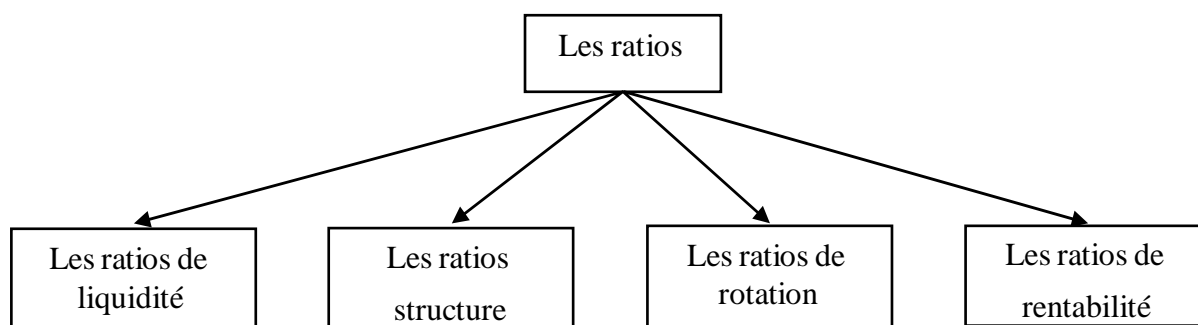 Les ratios
Les ratios de
liquidité
Les ratios
structure
Les ratios de
rotation
Les ratios de
rentabilité